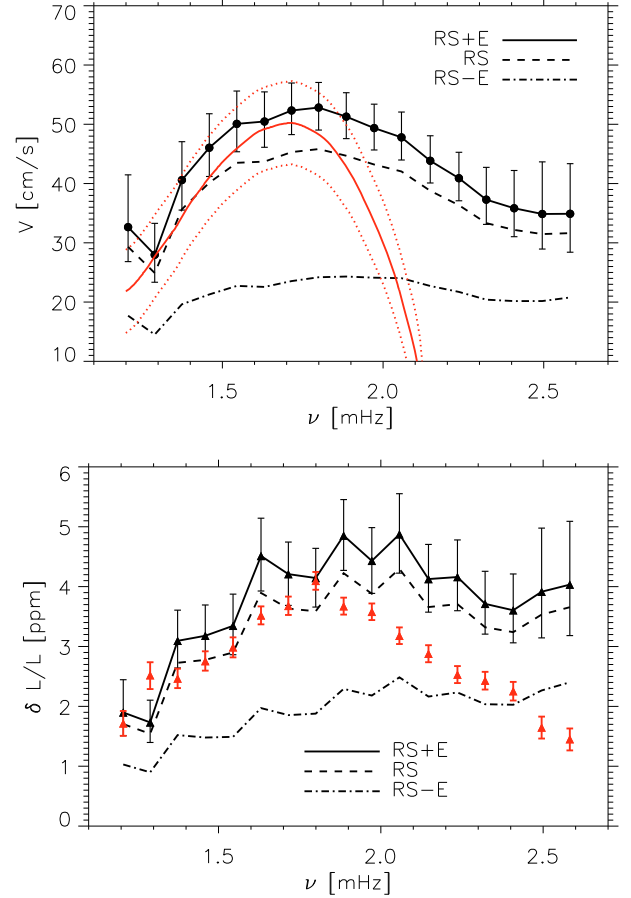 70
60
50
40
30
20
10
V [cm/s]
RS+E
RS
RS−E
1.5
2.0
2.5
ν [mHz]
6
5
4
3
2
1
0
δ L/L [ppm]
RS+E
RS
RS−E
1.5
2.0
2.5
ν [mHz]